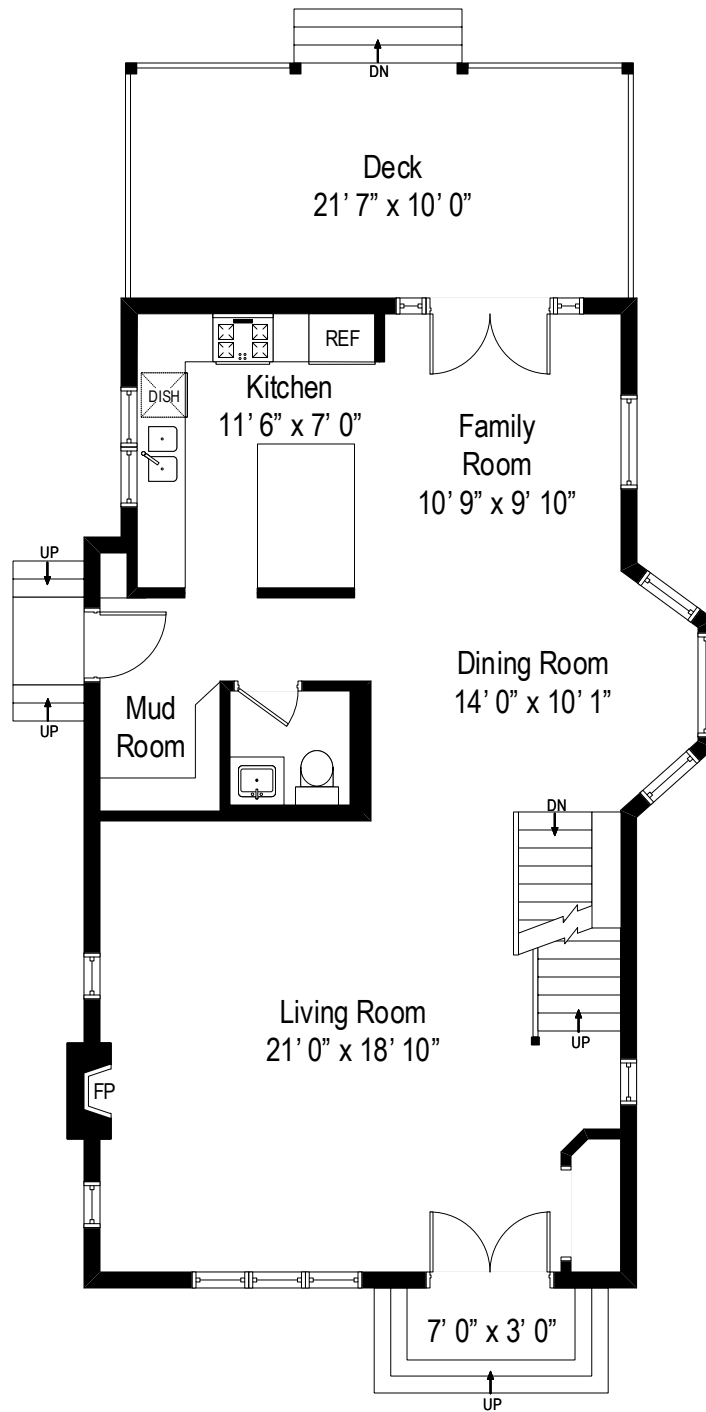 DN
Deck
21' 7" x 10' 0"
REF
DISH
Kitchen
11' 6" x 7' 0"
Family
Room
10' 9" x 9' 10"
UP
Dining Room
14' 0" x 10' 1"
Mud
Room
UP
DN
Living Room
21' 0" x 18' 10"
UP
FP
7' 0" x 3' 0"
UP